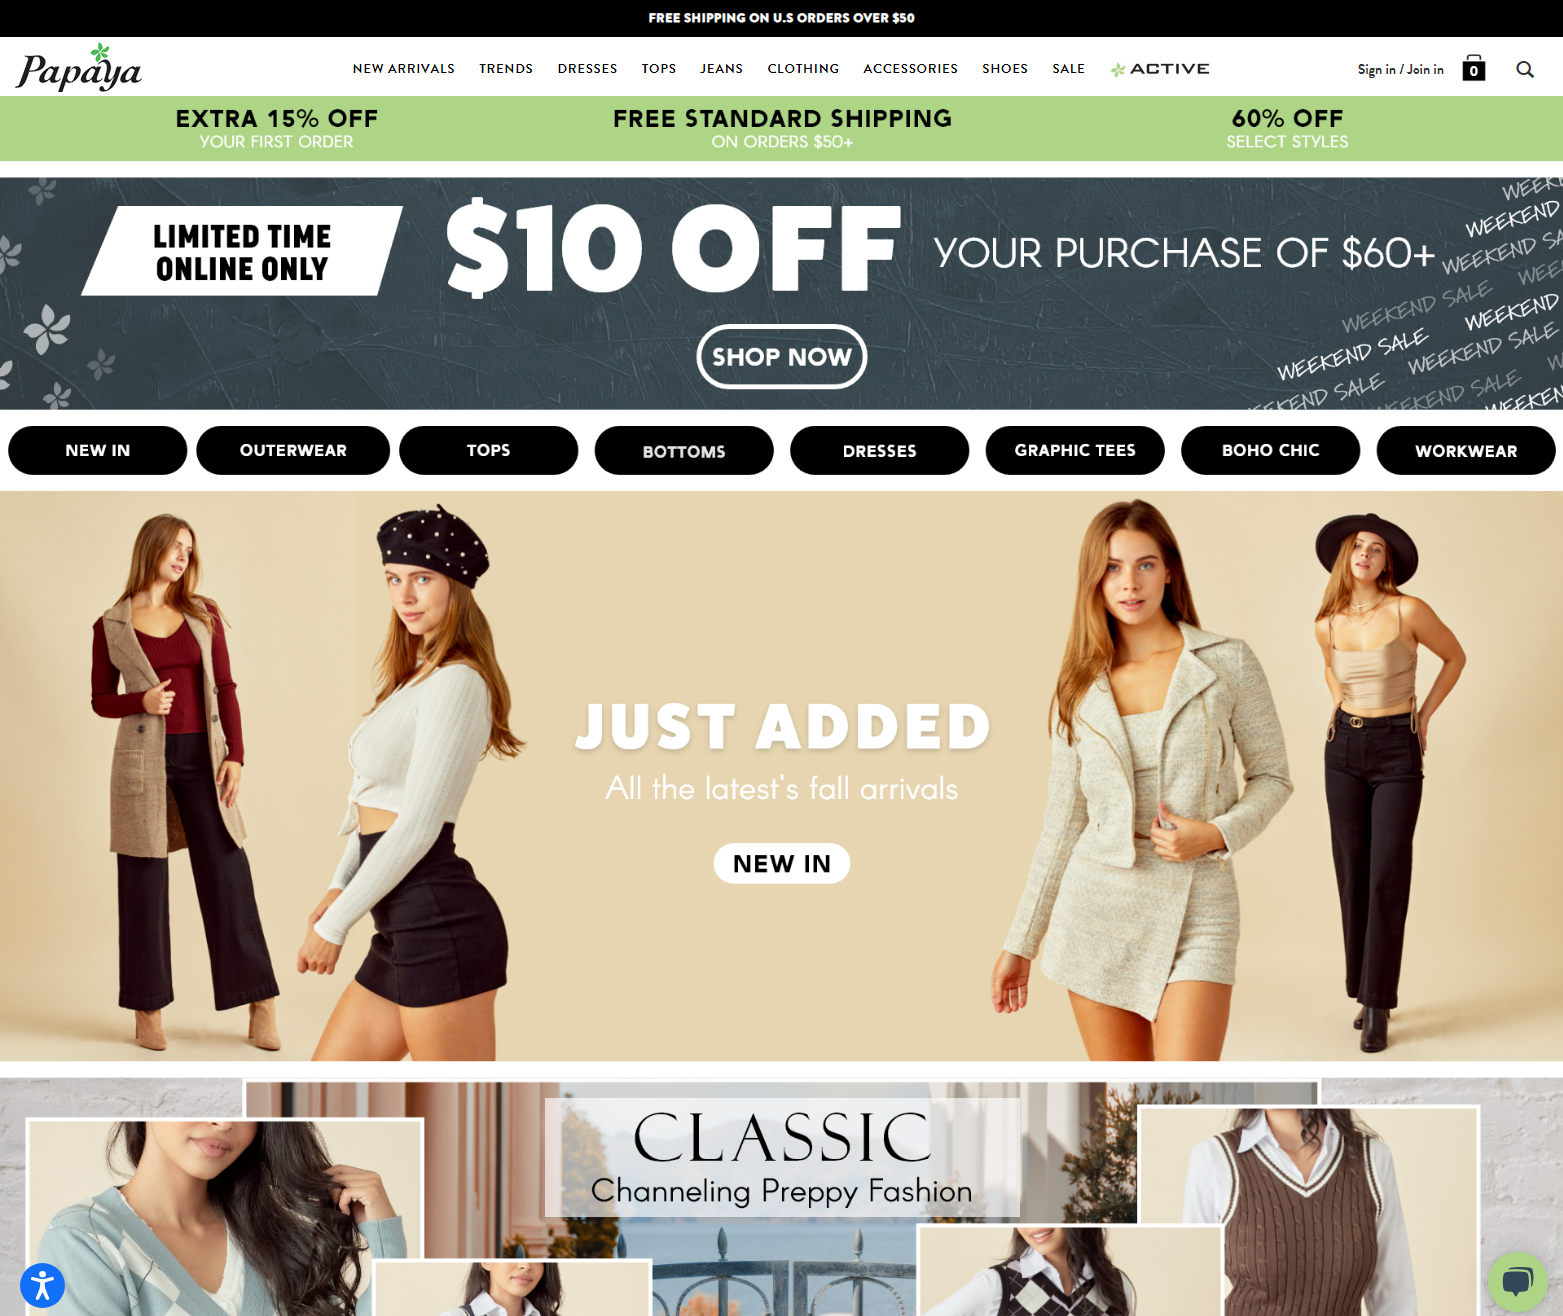 FREE SHIPPING ON U.S ORDERS OVER $50
Papaya
NEW ARRIVALS TRENDS DRESSES TOPS JEANS CLOTHING ACCESSORIES SHOES SALE ACTIVE
Sign in / Join in 0
EXTRA 15% OFF
YOUR FIRST ORDER
FREE STANDARD SHIPPING
ON ORDERS $50+
60% OFF
SELECT STYLES
LIMITED TIME
ONLINE ONLY
$10 OFF
YOUR PURCHASE OF $60+
SHOP NOW
WEEKEND
WEEKEND SALE
WEEKEND SALE
WEEKEND
WEEKEND SALE
WEEKEND SALE
WEEKEND SALE
NEW IN OUTERWEAR TOPS BOTTOMS DRESSES GRAPHIC TEES BOHO CHIC WORKWEAR
JUST ADDED
All the latest's fall arrivals
NEW IN
CLASSIC
Channeling Preppy Fashion